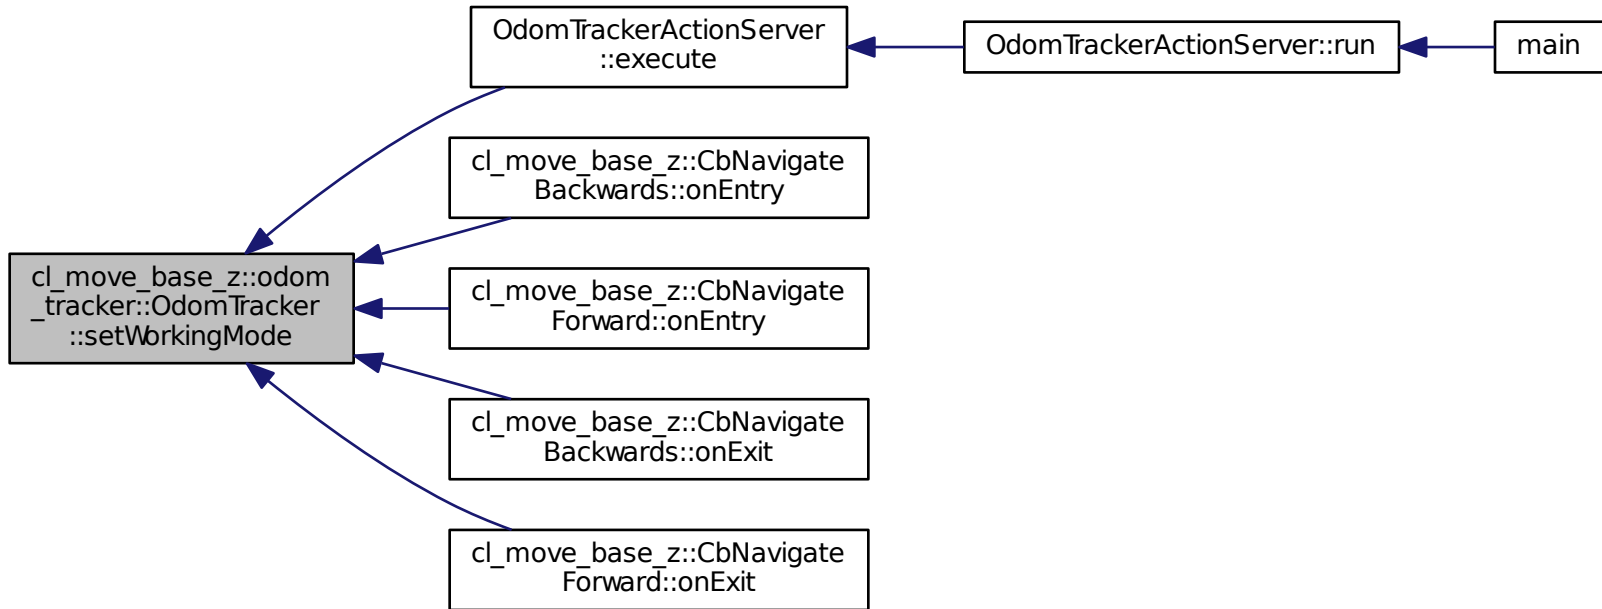 OdomTrackerActionServer
::execute
OdomTrackerActionServer::run
main
cl_move_base_z::CbNavigate
Backwards::onEntry
cl_move_base_z::odom
_tracker::OdomTracker
::setWorkingMode
cl_move_base_z::CbNavigate
Forward::onEntry
cl_move_base_z::CbNavigate
Backwards::onExit
cl_move_base_z::CbNavigate
Forward::onExit